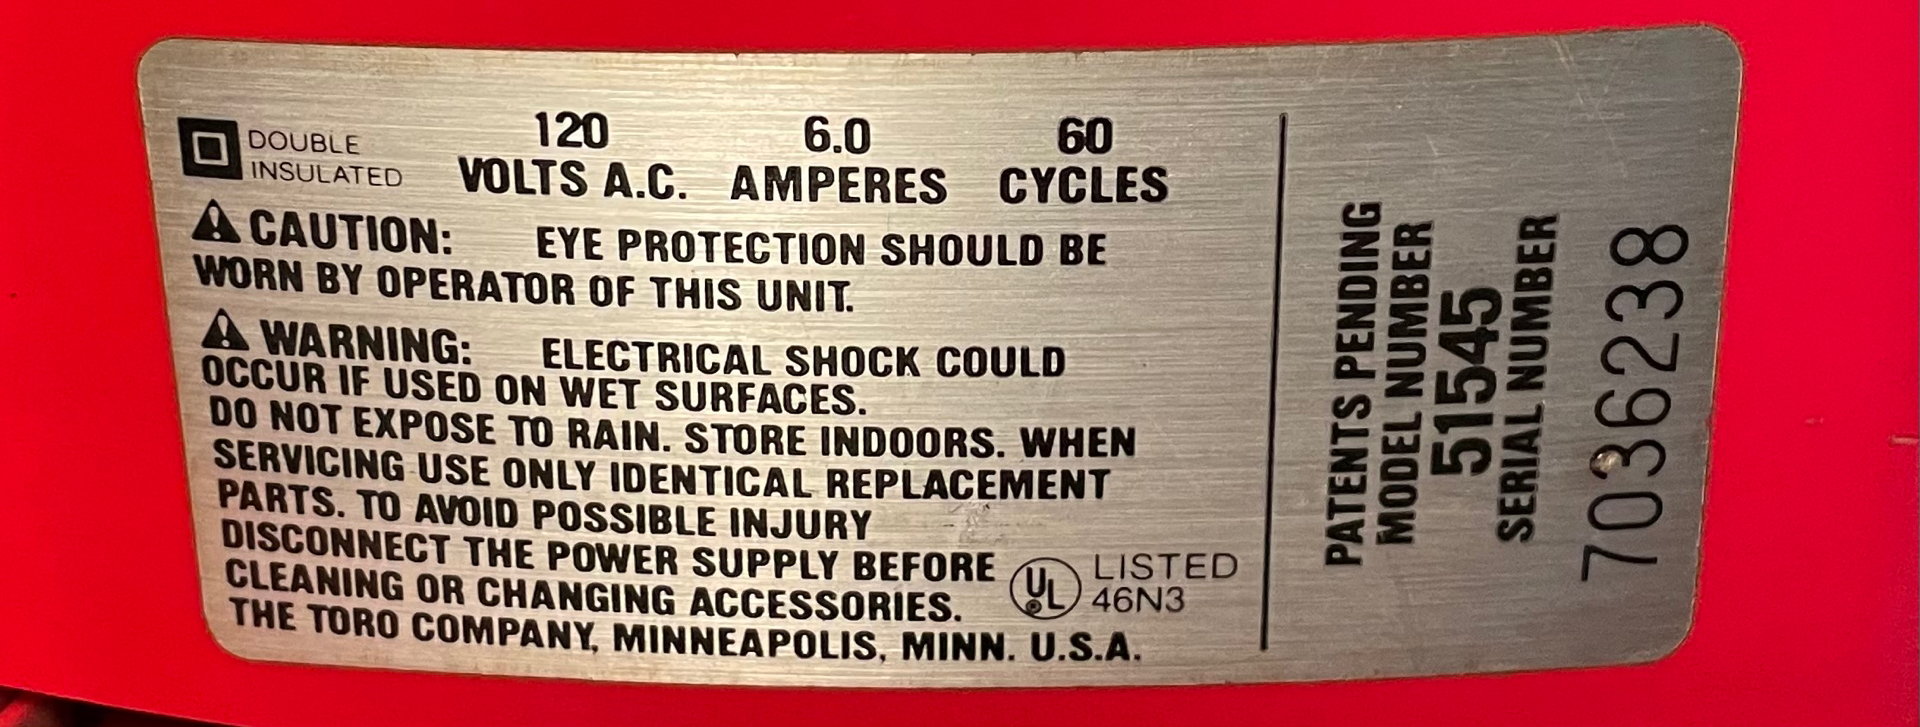 DOUBLE
INSULATED
120
VOLTS A.C.
6.0
AMPERES
60
CYCLES
CAUTION: EYE PROTECTION SHOULD BE
WORN BY OPERATOR OF THIS UNIT.
WARNING: ELECTRICAL SHOCK COULD
OCCUR IF USED ON WET SURFACES.
DO NOT EXPOSE TO RAIN. STORE INDOORS. WHEN
SERVICING USE ONLY IDENTICAL REPLACEMENT
PARTS. TO AVOID POSSIBLE INJURY
DISCONNECT THE POWER SUPPLY BEFORE
CLEANING OR CHANGING ACCESSORIES.
THE TORO COMPANY, MINNEAPOLIS, MINN. U.S.A.
UL ® LISTED
46N3
PATENTS PENDING
MODEL NUMBER
51545
SERIAL NUMBER
7036238